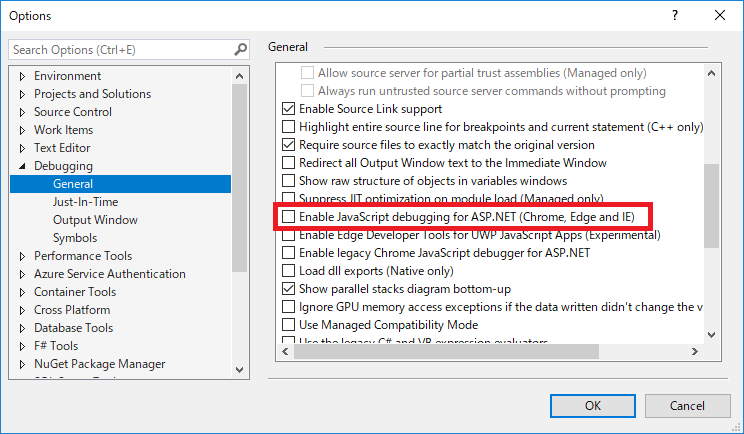 Options
Search Options (Ctrl+E)
Environment
Projects and Solutions
Source Control
Work Items
Text Editor
Debugging
General
Just-In-Time
Output Window
Symbols
Performance Tools
Azure Service Authentication
Container Tools
Cross Platform
Database Tools
F# Tools
NuGet Package Manager
General
Allow source server for partial trust assemblies (Managed only)
Always run untrusted source server commands without prompting
Enable Source Link support
Highlight entire source line for breakpoints and current statement (C++ only)
Require source files to exactly match the original version
Redirect all Output Window text to the Immediate Window
Show raw structure of objects in variables windows
Suppress JIT optimization on module load (Managed only)
Enable JavaScript debugging for ASP.NET (Chrome, Edge and IE)
Enable Edge Developer Tools for UWP JavaScript Apps (Experimental)
Enable legacy Chrome JavaScript debugger for ASP.NET
Load dll exports (Native only)
Show parallel stacks diagram bottom-up
Ignore GPU memory access exceptions if the data written didn't change the v
Use Managed Compatibility Mode
Use the legacy C# and VB expression evaluators
OK
Cancel